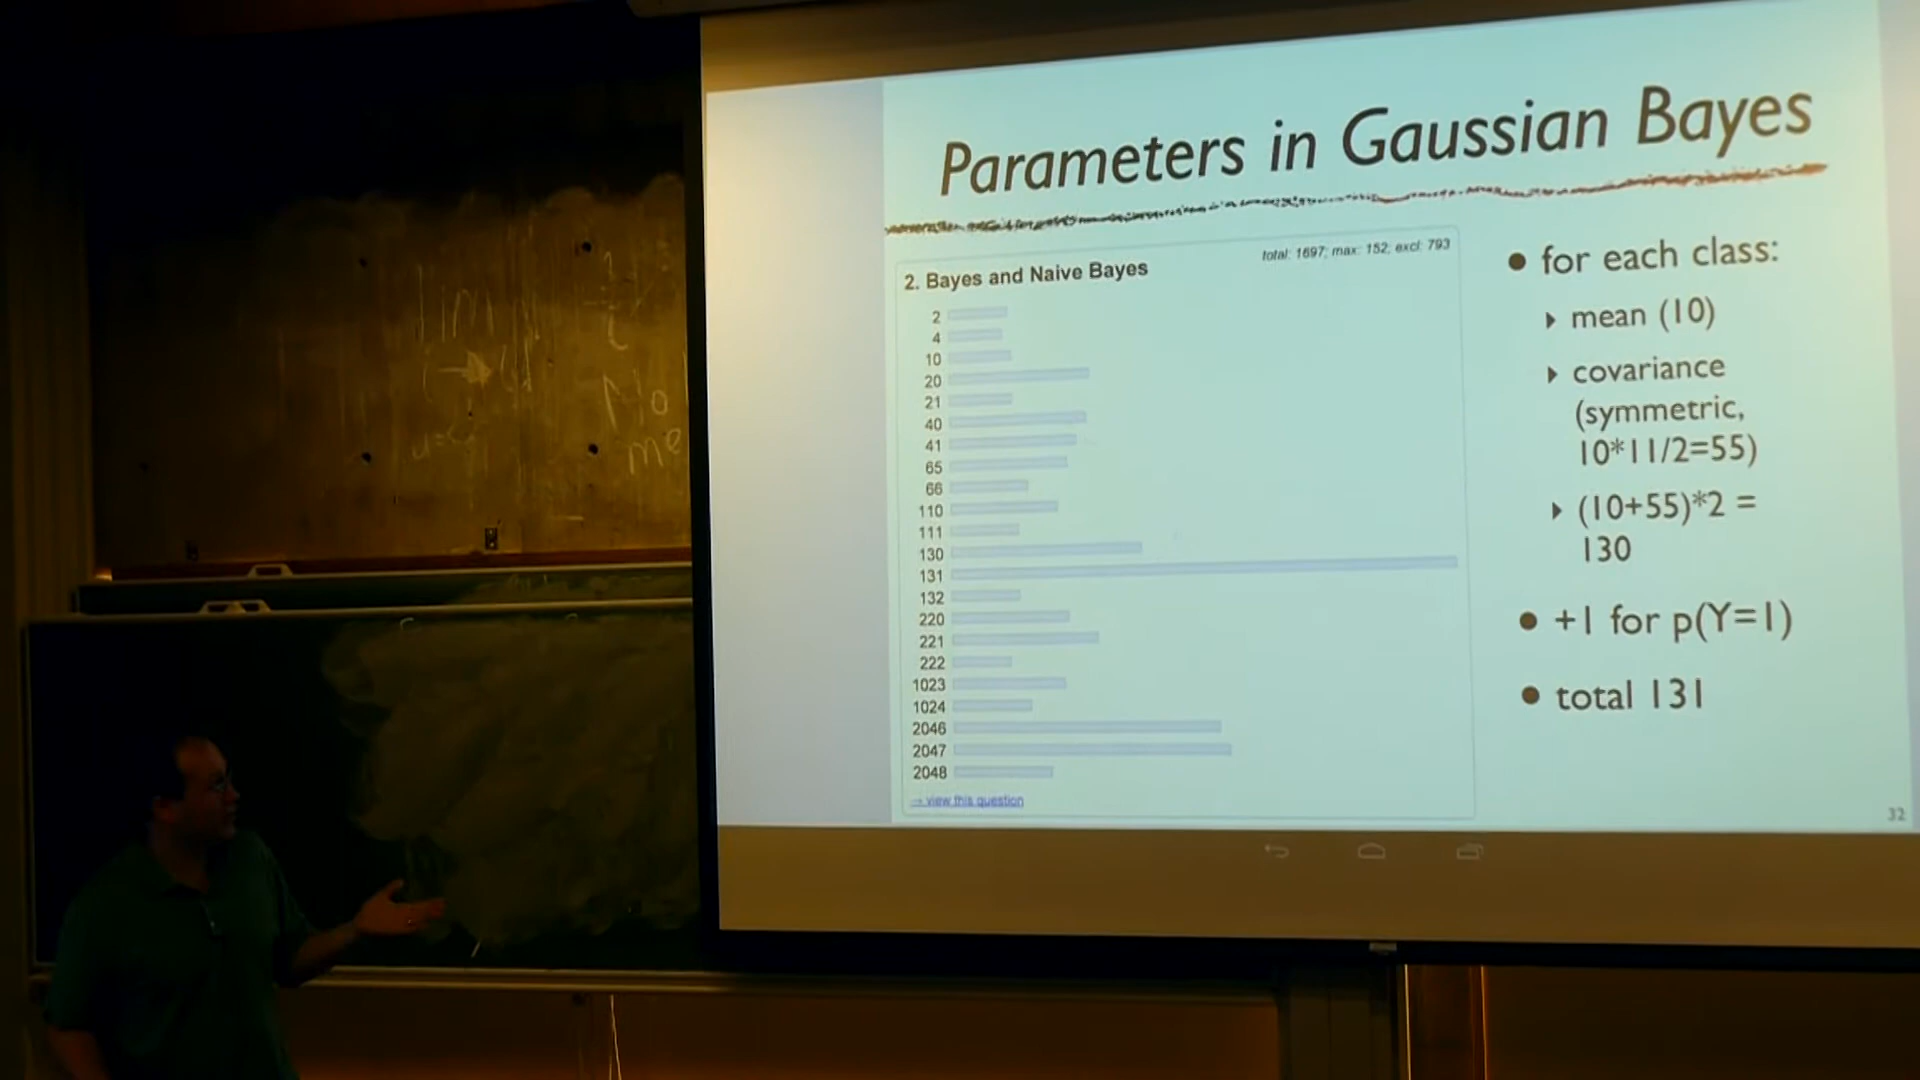 Parameters in Gaussian Bayes
total: 1697; max: 152; excl: 793
2. Bayes and Naive Bayes
2
4
10
20
21
40
41
65
66
110
111
130
131
132
220
221
222
1023
1024
2046
2047
2048
→ view this question
• for each class:
mean (10)
covariance
(symmetric,
10*11/2=55)
(10+55)*2 =
130
• +1 for p(Y=1)
• total 131
32
lim
No
me